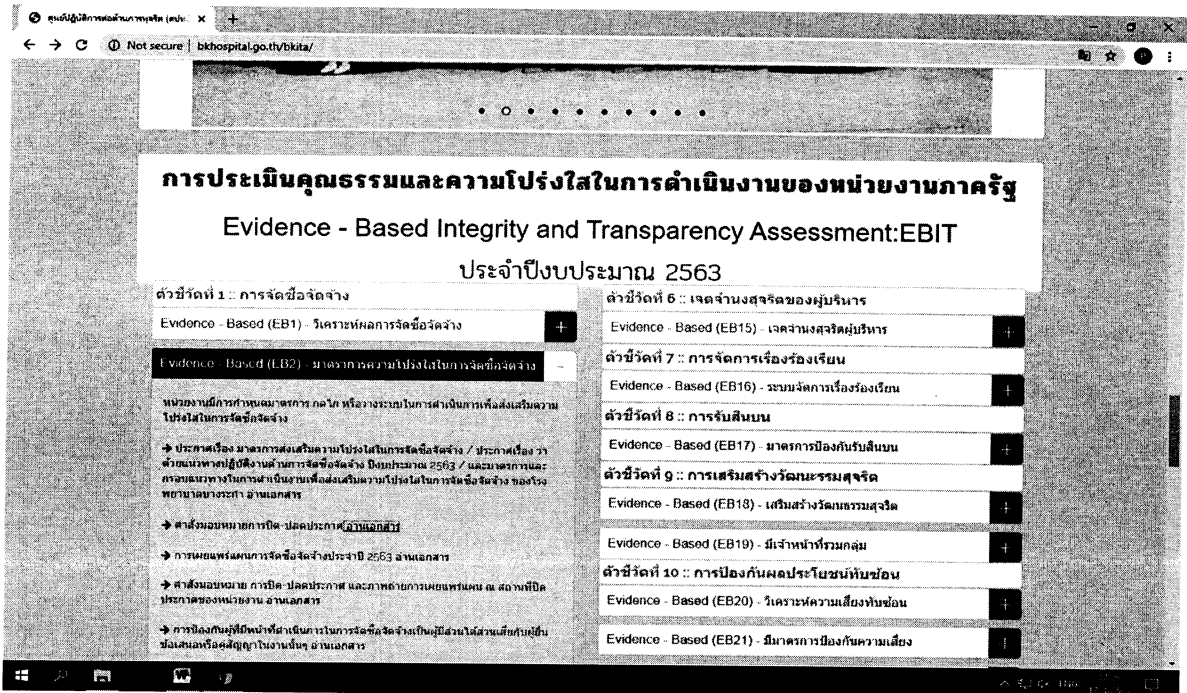 ศูนย์ปฏิบัติการต่อต้านการทุจริต (ศปท
Not secure | bkhospital.go.th/bkita/
การประเมินคุณธรรมและความโปร่งใสในการดำเนินงานของหน่วยงานภาครัฐ
Evidence - Based Integrity and Transparency Assessment:EBIT
ประจำปีงบประมาณ 2563
ตัวชี้วัดที่ 1 :: การจัดซื้อจัดจ้าง
Evidence - Based (EB1) - วิเคราะห์ผลการจัดซื้อจัดจ้าง
Evidence - Based (EB2) - มาตราการความโปร่งใสในการจัดซื้อจัดจ้าง
หน่วยงานมีการกำหนดมาตรการ กลไก หรือวางระบบในการดำเนินการเพื่อส่งเสริมความ
โปร่งใสในการจัดซื้อจัดจ้าง
→ ประกาศเรื่อง มาตรการส่งเสริมความโปร่งใสในการจัดซื้อจัดจ้าง / ประกาศเรื่อง ว่า
ด้วยแนวทางปฏิบัติงานด้านการจัดซื้อจัดจ้าง ปีงบประมาณ 2563 / และมาตรการและ
กรอบแนวทางในการดำเนินงานเพื่อส่งเสริมความโปร่งใสในการจัดซื้อจัดจ้าง ของโรง
พยาบาลบางระกำ อ่านเอกสาร
→ คำสั่งมอบหมายการปิด-ปลดประกาศ อ่านเอกสาร
→ การเผยแพร่แผนการจัดซื้อจัดจ้างประจำปี 2563 อ่านเอกสาร
→ คำสั่งมอบหมาย การปิด-ปลดประกาศ และภาพถ่ายการเผยแพร่แผน ณ สถานที่ปิด
ประกาศของหน่วยงาน อ่านเอกสาร
→ การป้องกันผู้ที่มีหน้าที่ดำเนินการในการจัดซื้อจัดจ้างเป็นผู้มีส่วนได้ส่วนเสียกับผู้ยื่น
ข้อเสนอหรือคู่สัญญาในงานนั้นๆ อ่านเอกสาร
ตัวชี้วัดที่ 6 :: เจตจำนงสุจริตของผู้บริหาร
Evidence - Based (EB15) - เจตจำนงสุจริตผู้บริหาร
ตัวชี้วัดที่ 7 :: การจัดการเรื่องร้องเรียน
Evidence - Based (EB16) - ระบบจัดการเรื่องร้องเรียน
ตัวชี้วัดที่ 8 :: การรับสินบน
Evidence - Based (EB17) - มาตรการป้องกันรับสินบน
ตัวชี้วัดที่ 9 :: การเสริมสร้างวัฒนะรรมสุจริต
Evidence - Based (EB18) - เสริมสร้างวัฒนธรรมสุจริต
Evidence - Based (EB19) - มีเจ้าหน้าที่รวมกลุ่ม
ตัวชี้วัดที่ 10 :: การป้องกันผลประโยชน์ทับซ้อน
Evidence - Based (EB20) - วิเคราะห์ความเสี่ยงทับซ้อน
Evidence - Based (EB21) - มีมาตรการป้องกันความเสี่ยง